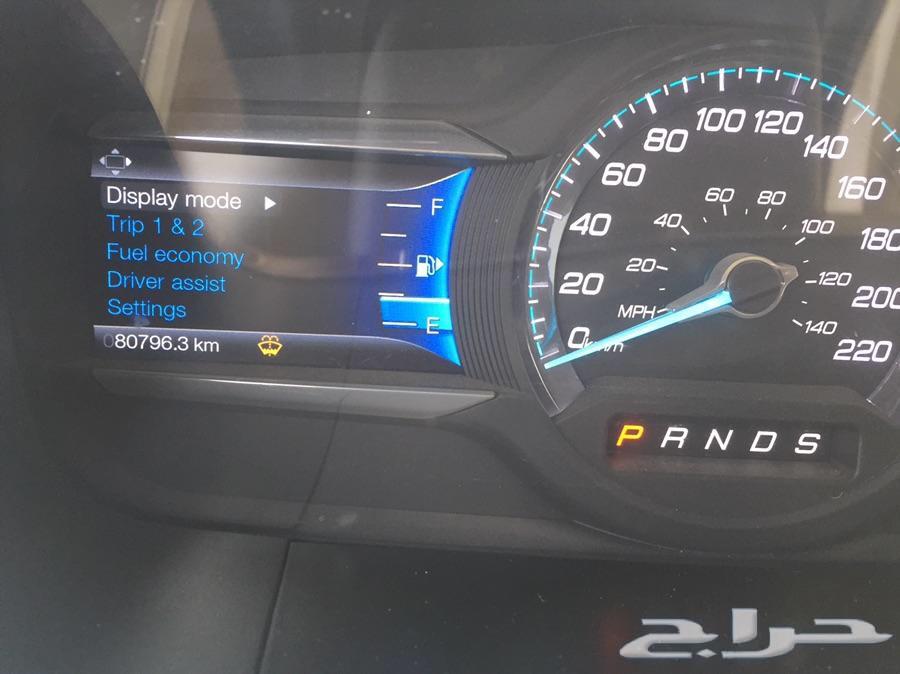 Display mode
Trip 1 & 2
Fuel economy
Driver assist
Settings
080796.3 km
F
E
0
20
40
60
80
100
120
140
160
180
200
220
km/h
MPH
20
40
60
80
100
120
140
P R N D S
حراج